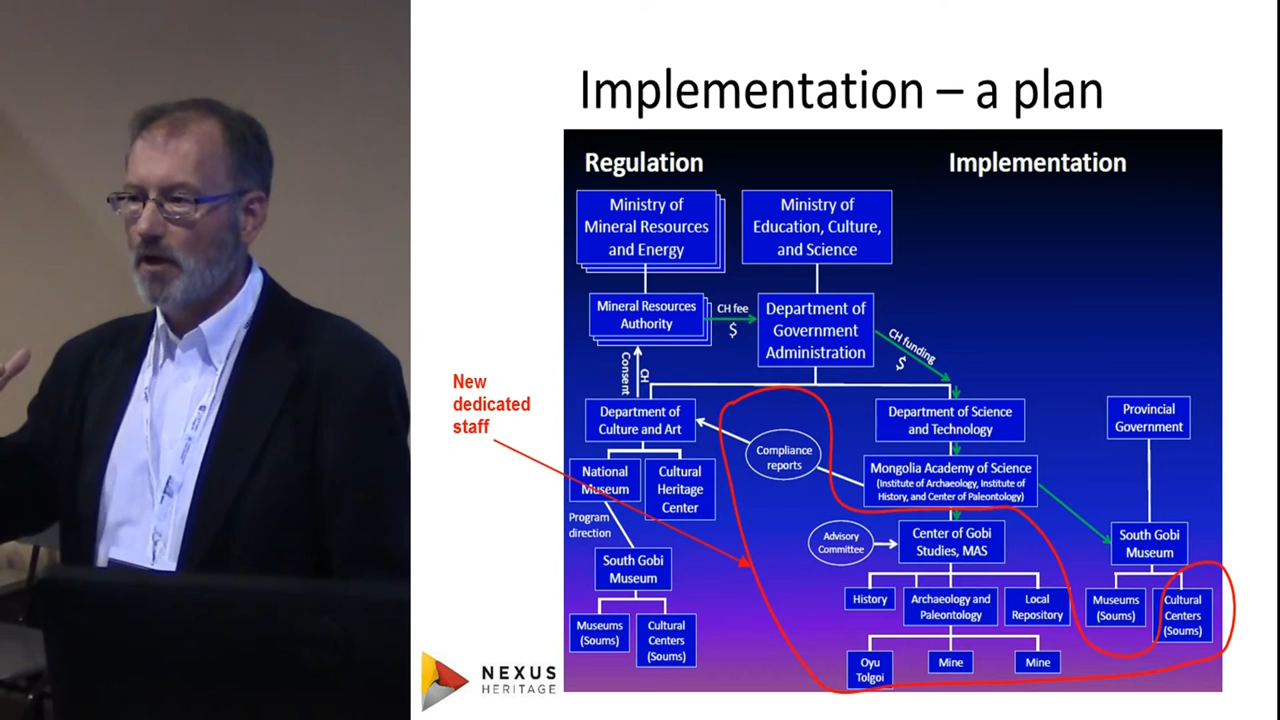 Implementation – a plan
Regulation
Implementation
Ministry of
Mineral Resources
and Energy
Ministry of
Education, Culture,
and Science
Mineral Resources
Authority
CH fee
$
Department of
Government
Administration
CH funding
$
CH
Consent
New
dedicated
staff
Department of
Culture and Art
Compliance
reports
Department of Science
and Technology
Provincial
Government
National
Museum
Cultural
Heritage
Center
Mongolia Academy of Science
(Institute of Archaeology, Institute of
History, and Center of Paleontology)
Program
direction
Advisory
Committee
Center of Gobi
Studies, MAS
South Gobi
Museum
South Gobi
Museum
History
Archaeology and
Paleontology
Local
Repository
Museums
(Soums)
Cultural
Centers
(Soums)
Museums
(Soums)
Cultural
Centers
(Soums)
Oyu
Tolgoi
Mine
Mine
NEXUS
HERITAGE